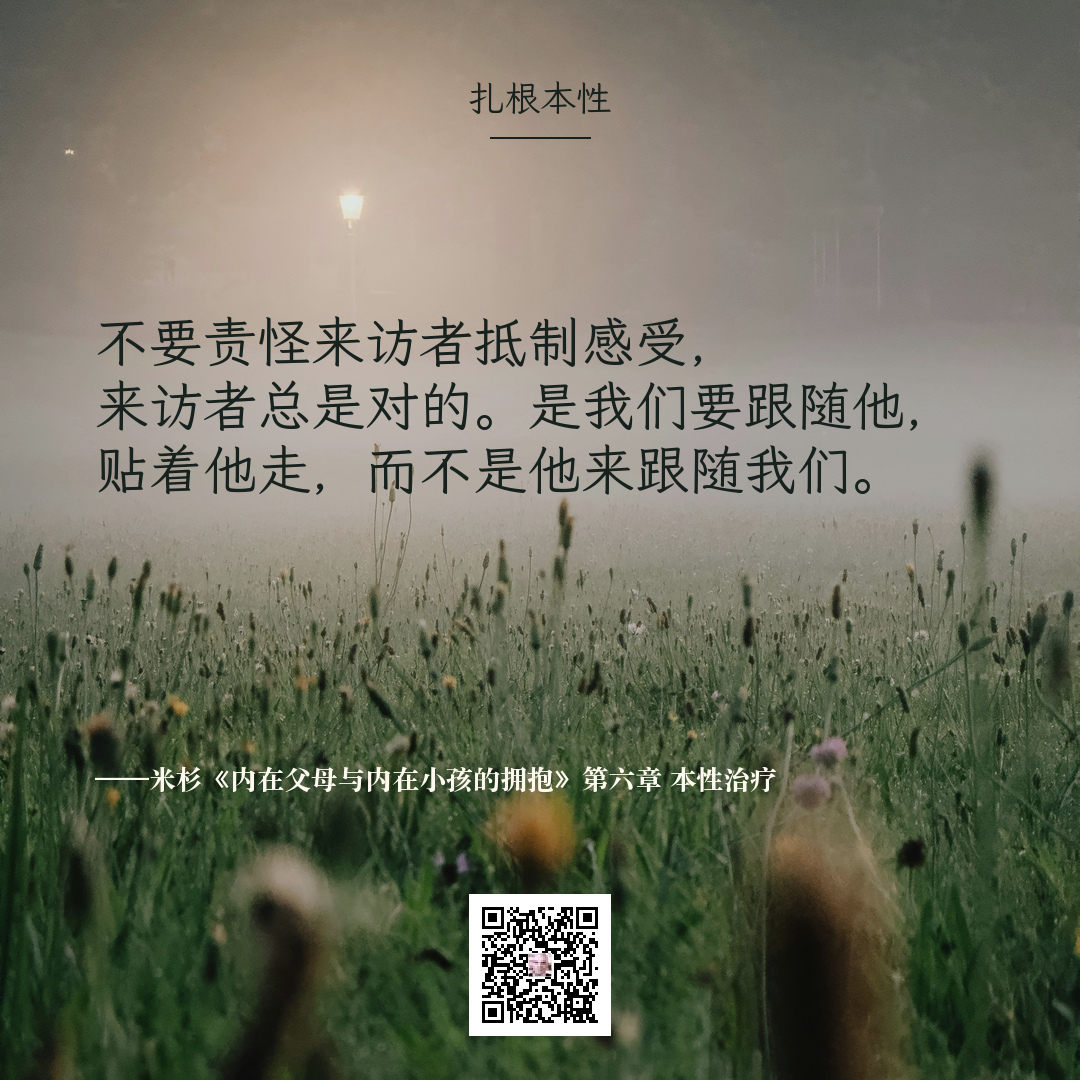 扎根本性
不要责怪来访者抵制感受，
来访者总是对的。是我们要跟随他，
贴着他走，而不是他来跟随我们。
——米杉《内在父母与内在小孩的拥抱》第六章 本性治疗